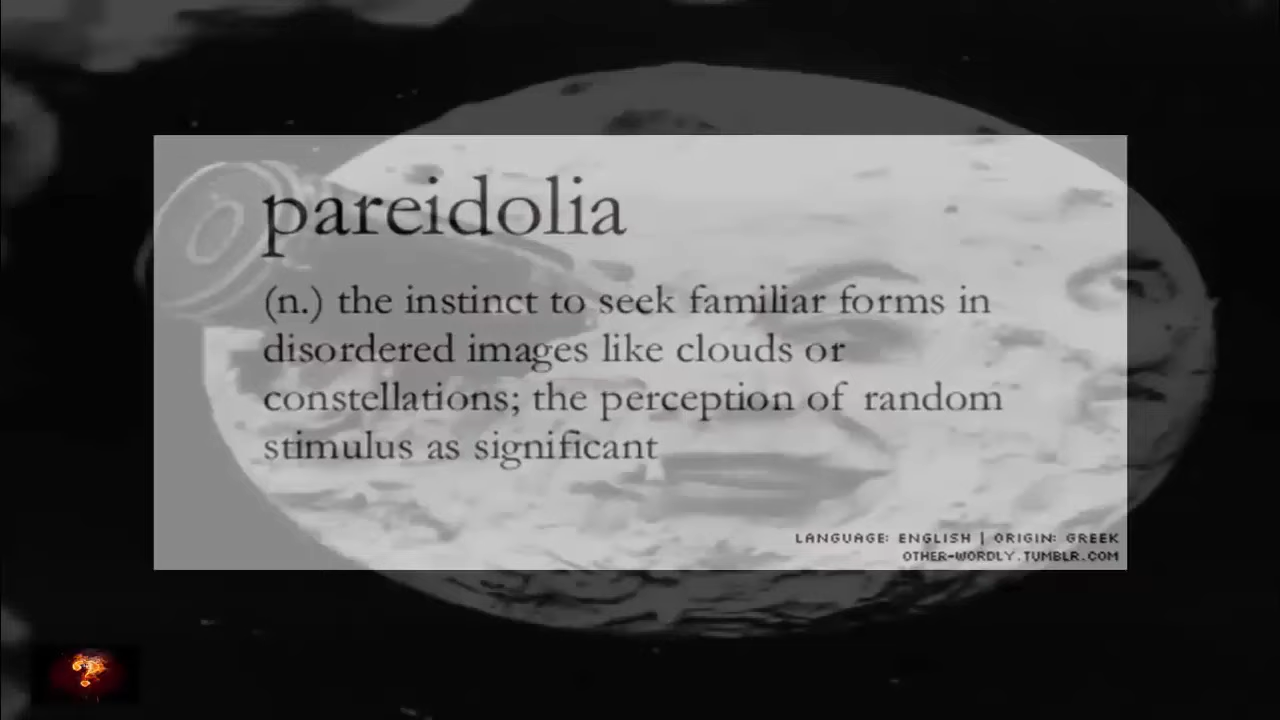 pareidolia
(n.) the instinct to seek familiar forms in
disordered images like clouds or
constellations; the perception of random
stimulus as significant
LANGUAGE: ENGLISH | ORIGIN: GREEK
OTHER-WORDLY.TUMBLR.COM
?